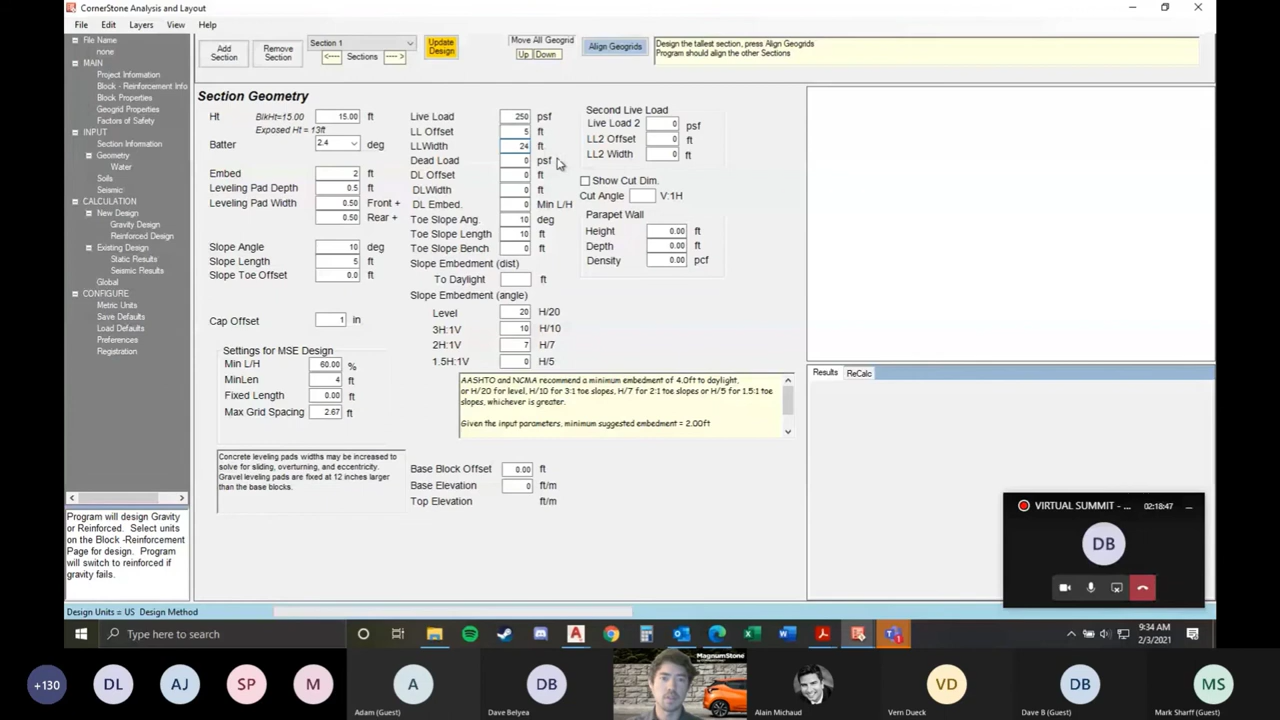 CornerStone Analysis and Layout
File Edit Layers View Help
File Name
none
MAIN
Project Information
Block - Reinforcement Info
Block Properties
Geogrid Properties
Factors of Safety
INPUT
Section Information
Geometry
Water
Soils
Seismic
CALCULATION
New Design
Gravity Design
Reinforced Design
Existing Design
Static Results
Seismic Results
Global
CONFIGURE
Metric Units
Save Defaults
Load Defaults
Preferences
Registration
Program will design Gravity
or Reinforced. Select units
on the Block -Reinforcement
Page for design. Program
will switch to reinforced if
gravity fails.
Add Section
Remove Section
Section 1
<---- Sections ---- >
Update Design
Move All Geogrid
Up Down
Align Geogrids
Design the tallest section, press Align Geogrids
Program should align the other Sections
Section Geometry
Ht BlkHt=15.00 15.00 ft
Exposed Ht = 13ft
Batter 2.4 deg
Embed 2 ft
Leveling Pad Depth 0.5 ft
Leveling Pad Width 0.50 Front +
0.50 Rear +
Slope Angle 10 deg
Slope Length 5 ft
Slope Toe Offset 0.0 ft
Cap Offset 1 in
Settings for MSE Design
Min L/H 60.00 %
MinLen 4 ft
Fixed Length 0.00 ft
Max Grid Spacing 2.67 ft
Concrete leveling pads widths may be increased to
solve for sliding, overturning, and eccentricity.
Gravel leveling pads are fixed at 12 inches larger
than the base blocks.
Live Load 250 psf
LL Offset 5 ft
LLWidth 24 ft
Dead Load 0 psf
DL Offset 0 ft
DLWidth 0 ft
DL Embed. 0 Min L/H
Toe Slope Ang. 10 deg
Toe Slope Length 10 ft
Toe Slope Bench 0 ft
Slope Embedment (dist)
To Daylight ft
Slope Embedment (angle)
Level 20 H/20
3H:1V 10 H/10
2H:1V 7 H/7
1.5H:1V 0 H/5
AASHTO and NCMA recommend a minimum embedment of 4.0ft to daylight,
or H/20 for level, H/10 for 3:1 toe slopes, H/7 for 2:1 toe slopes or H/5 for 1.5:1 toe
slopes, whichever is greater.
Given the input parameters, minimum suggested embedment = 2.00ft
Base Block Offset 0.00 ft
Base Elevation 0 ft/m
Top Elevation ft/m
Second Live Load
Live Load 2 0 psf
LL2 Offset 0 ft
LL2 Width 0 ft
Show Cut Dim.
Cut Angle V:1H
Parapet Wall
Height 0.00 ft
Depth 0.00 ft
Density 0.00 pcf
Results ReCalc
VIRTUAL SUMMIT - ... 02:18:47
DB
Design Units = US Design Method
Type here to search
9:34 AM
2/3/2021
+130
DL
AJ
SP
M
A
Adam (Guest)
DB
Dave Belyea
MagnumStone
Alain Michaud
VD
Vern Dueck
DB
Dave B (Guest)
MS
Mark Sharff (Guest)